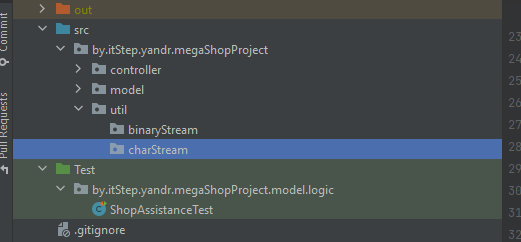 Commit
Pull Requests
out
src
by.itStep.yandr.megaShopProject
controller
model
util
binaryStream
charStream
Test
by.itStep.yandr.megaShopProject.model.logic
ShopAssistanceTest
.gitignore
23
24
25
26
27
28
29
30
31
32